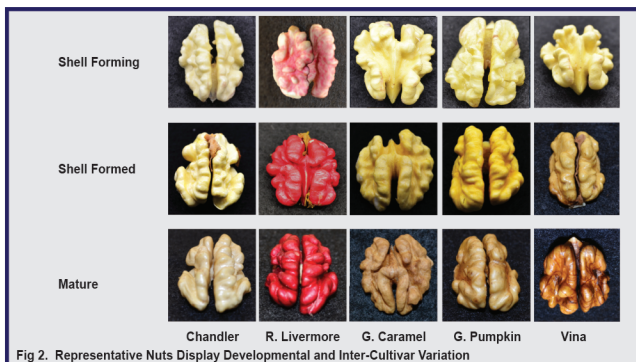 Shell Forming
Shell Formed
Mature
Chandler R. Livermore G. Caramel G. Pumpkin Vina
Fig 2. Representative Nuts Display Developmental and Inter-Cultivar Variation